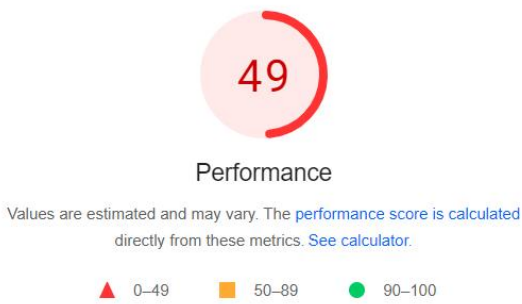 49
Performance
Values are estimated and may vary. The performance score is calculated
directly from these metrics. See calculator.
0–49 50–89 90–100